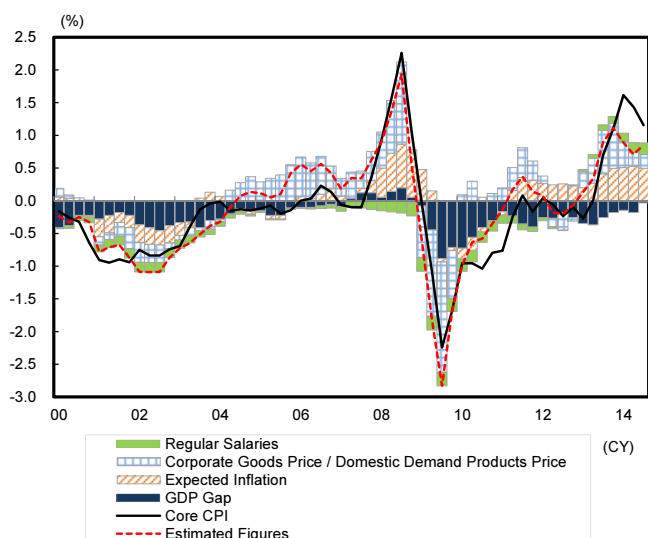 (%)
2.5
2.0
1.5
1.0
0.5
0.0
-0.5
-1.0
-1.5
-2.0
-2.5
-3.0
00 02 04 06 08 10 12 14
(CY)
Regular Salaries
Corporate Goods Price / Domestic Demand Products Price
Expected Inflation
GDP Gap
Core CPI
Estimated Figures